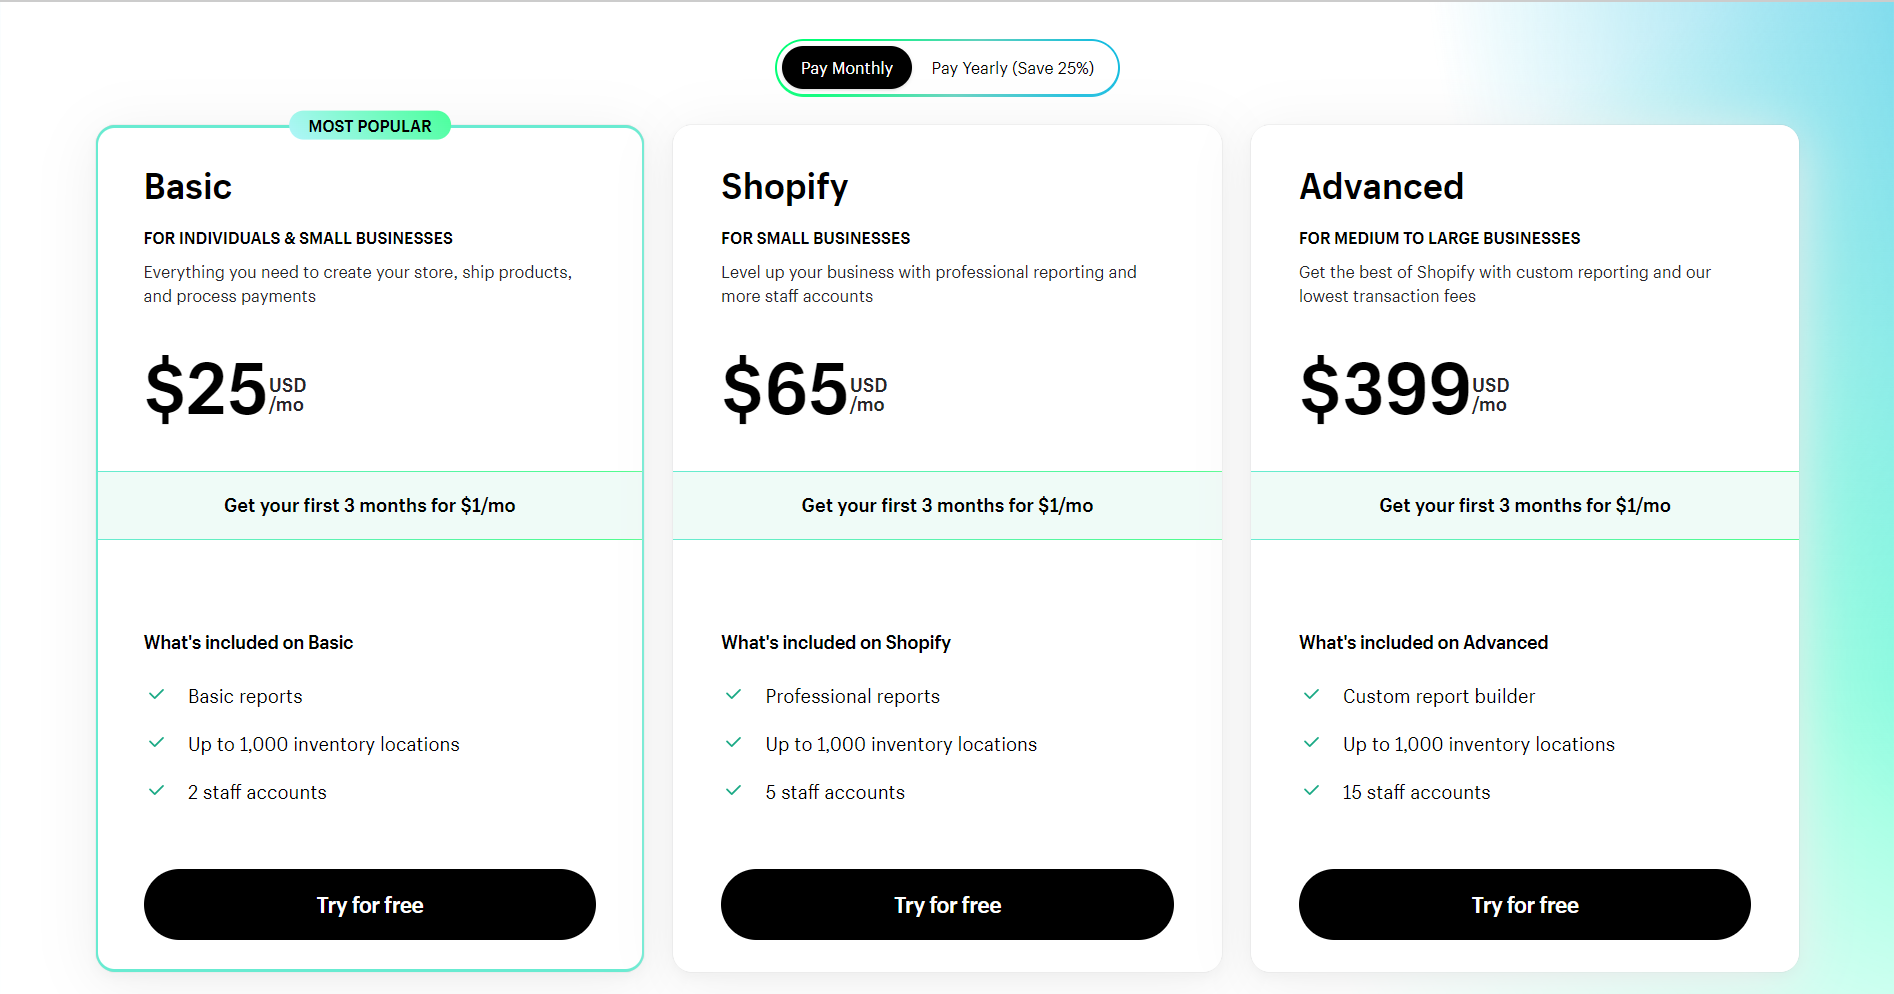 Pay Monthly
Pay Yearly (Save 25%)
MOST POPULAR
Basic
FOR INDIVIDUALS & SMALL BUSINESSES
Everything you need to create your store, ship products,
and process payments
$25 USD
/mo
Get your first 3 months for $1/mo
What's included on Basic
Basic reports
Up to 1,000 inventory locations
2 staff accounts
Try for free
Shopify
FOR SMALL BUSINESSES
Level up your business with professional reporting and
more staff accounts
$65 USD
/mo
Get your first 3 months for $1/mo
What's included on Shopify
Professional reports
Up to 1,000 inventory locations
5 staff accounts
Try for free
Advanced
FOR MEDIUM TO LARGE BUSINESSES
Get the best of Shopify with custom reporting and our
lowest transaction fees
$399 USD
/mo
Get your first 3 months for $1/mo
What's included on Advanced
Custom report builder
Up to 1,000 inventory locations
15 staff accounts
Try for free